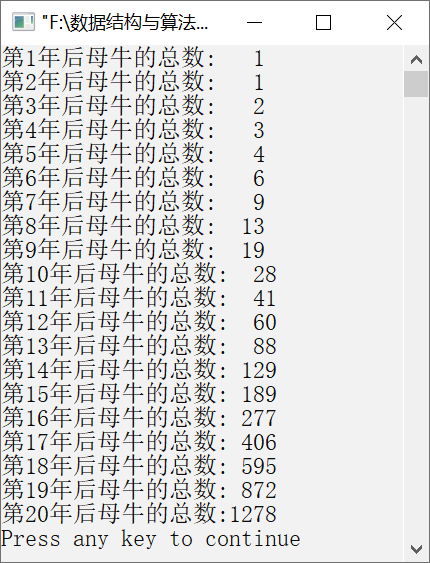 "F:\数据结构与算法...
第1年后母牛的总数:   1
第2年后母牛的总数:   1
第3年后母牛的总数:   2
第4年后母牛的总数:   3
第5年后母牛的总数:   4
第6年后母牛的总数:   6
第7年后母牛的总数:   9
第8年后母牛的总数:  13
第9年后母牛的总数:  19
第10年后母牛的总数:  28
第11年后母牛的总数:  41
第12年后母牛的总数:  60
第13年后母牛的总数:  88
第14年后母牛的总数: 129
第15年后母牛的总数: 189
第16年后母牛的总数: 277
第17年后母牛的总数: 406
第18年后母牛的总数: 595
第19年后母牛的总数: 872
第20年后母牛的总数:1278
Press any key to continue